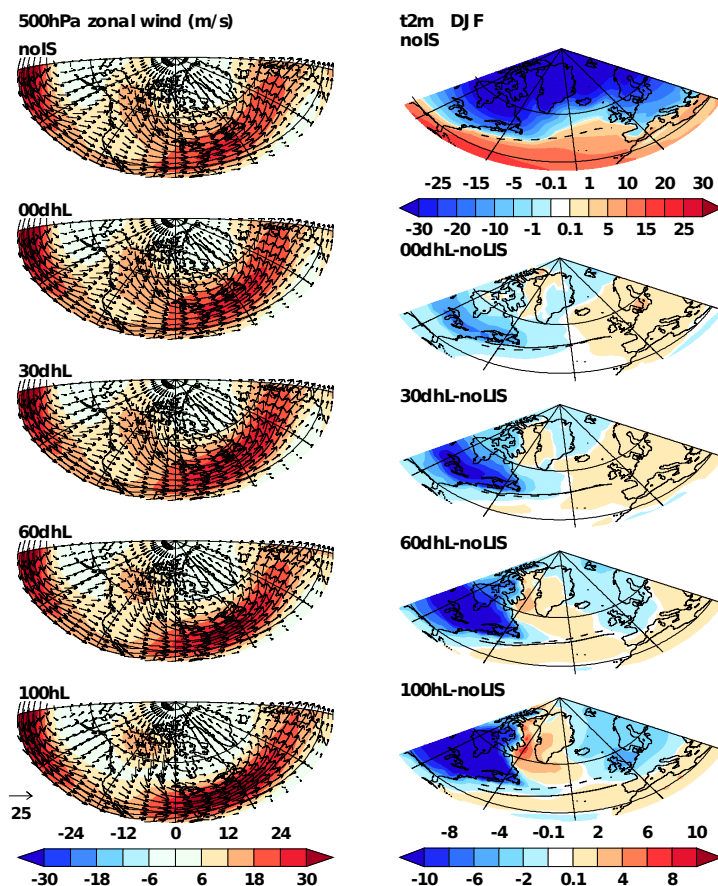 500hPa zonal wind (m/s)
noIS
00dhL
30dhL
60dhL
100hL
25
-24 -12 0 12 24
-30 -18 -6 6 18 30
t2m DJF
noIS
-25 -15 -5 -0.1 1 10 20 30
-30 -20 -10 -1 0.1 5 15 25
00dhL-noLIS
30dhL-noLIS
60dhL-noLIS
100hL-noLIS
-8 -4 -0.1 2 6 10
-10 -6 -2 0.1 4 8